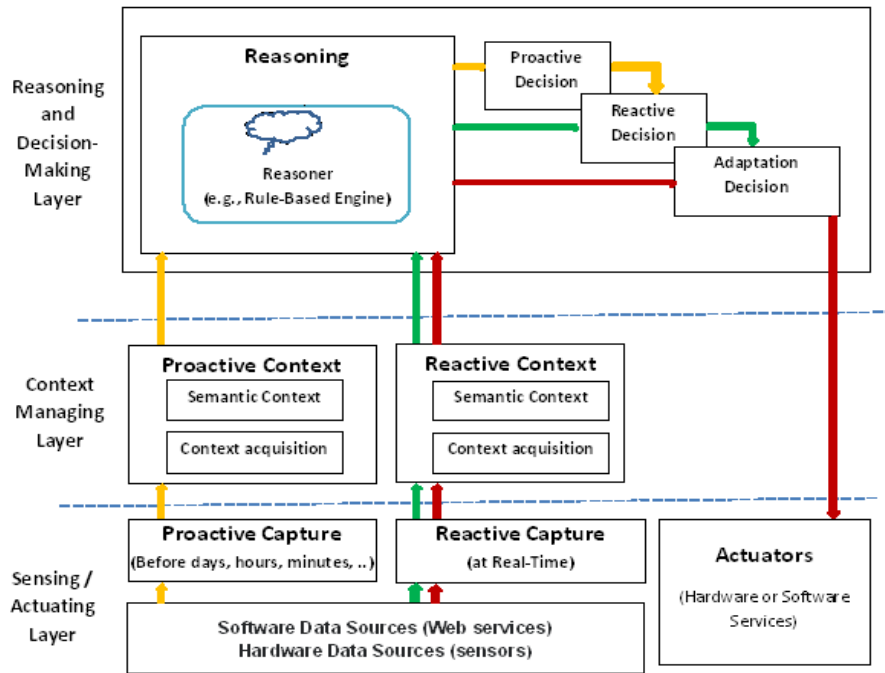 Reasoning and Decision-Making Layer
Reasoning
Reasoner
(e.g., Rule-Based Engine)
Proactive
Decision
Reactive
Decision
Adaptation
Decision
Context
Managing
Layer
Proactive Context
Semantic Context
Context acquisition
Reactive Context
Semantic Context
Context acquisition
Sensing /
Actuating
Layer
Proactive Capture
(Before days, hours, minutes, ..)
Reactive Capture
(at Real-Time)
Software Data Sources (Web services)
Hardware Data Sources (sensors)
Actuators
(Hardware or Software
Services)